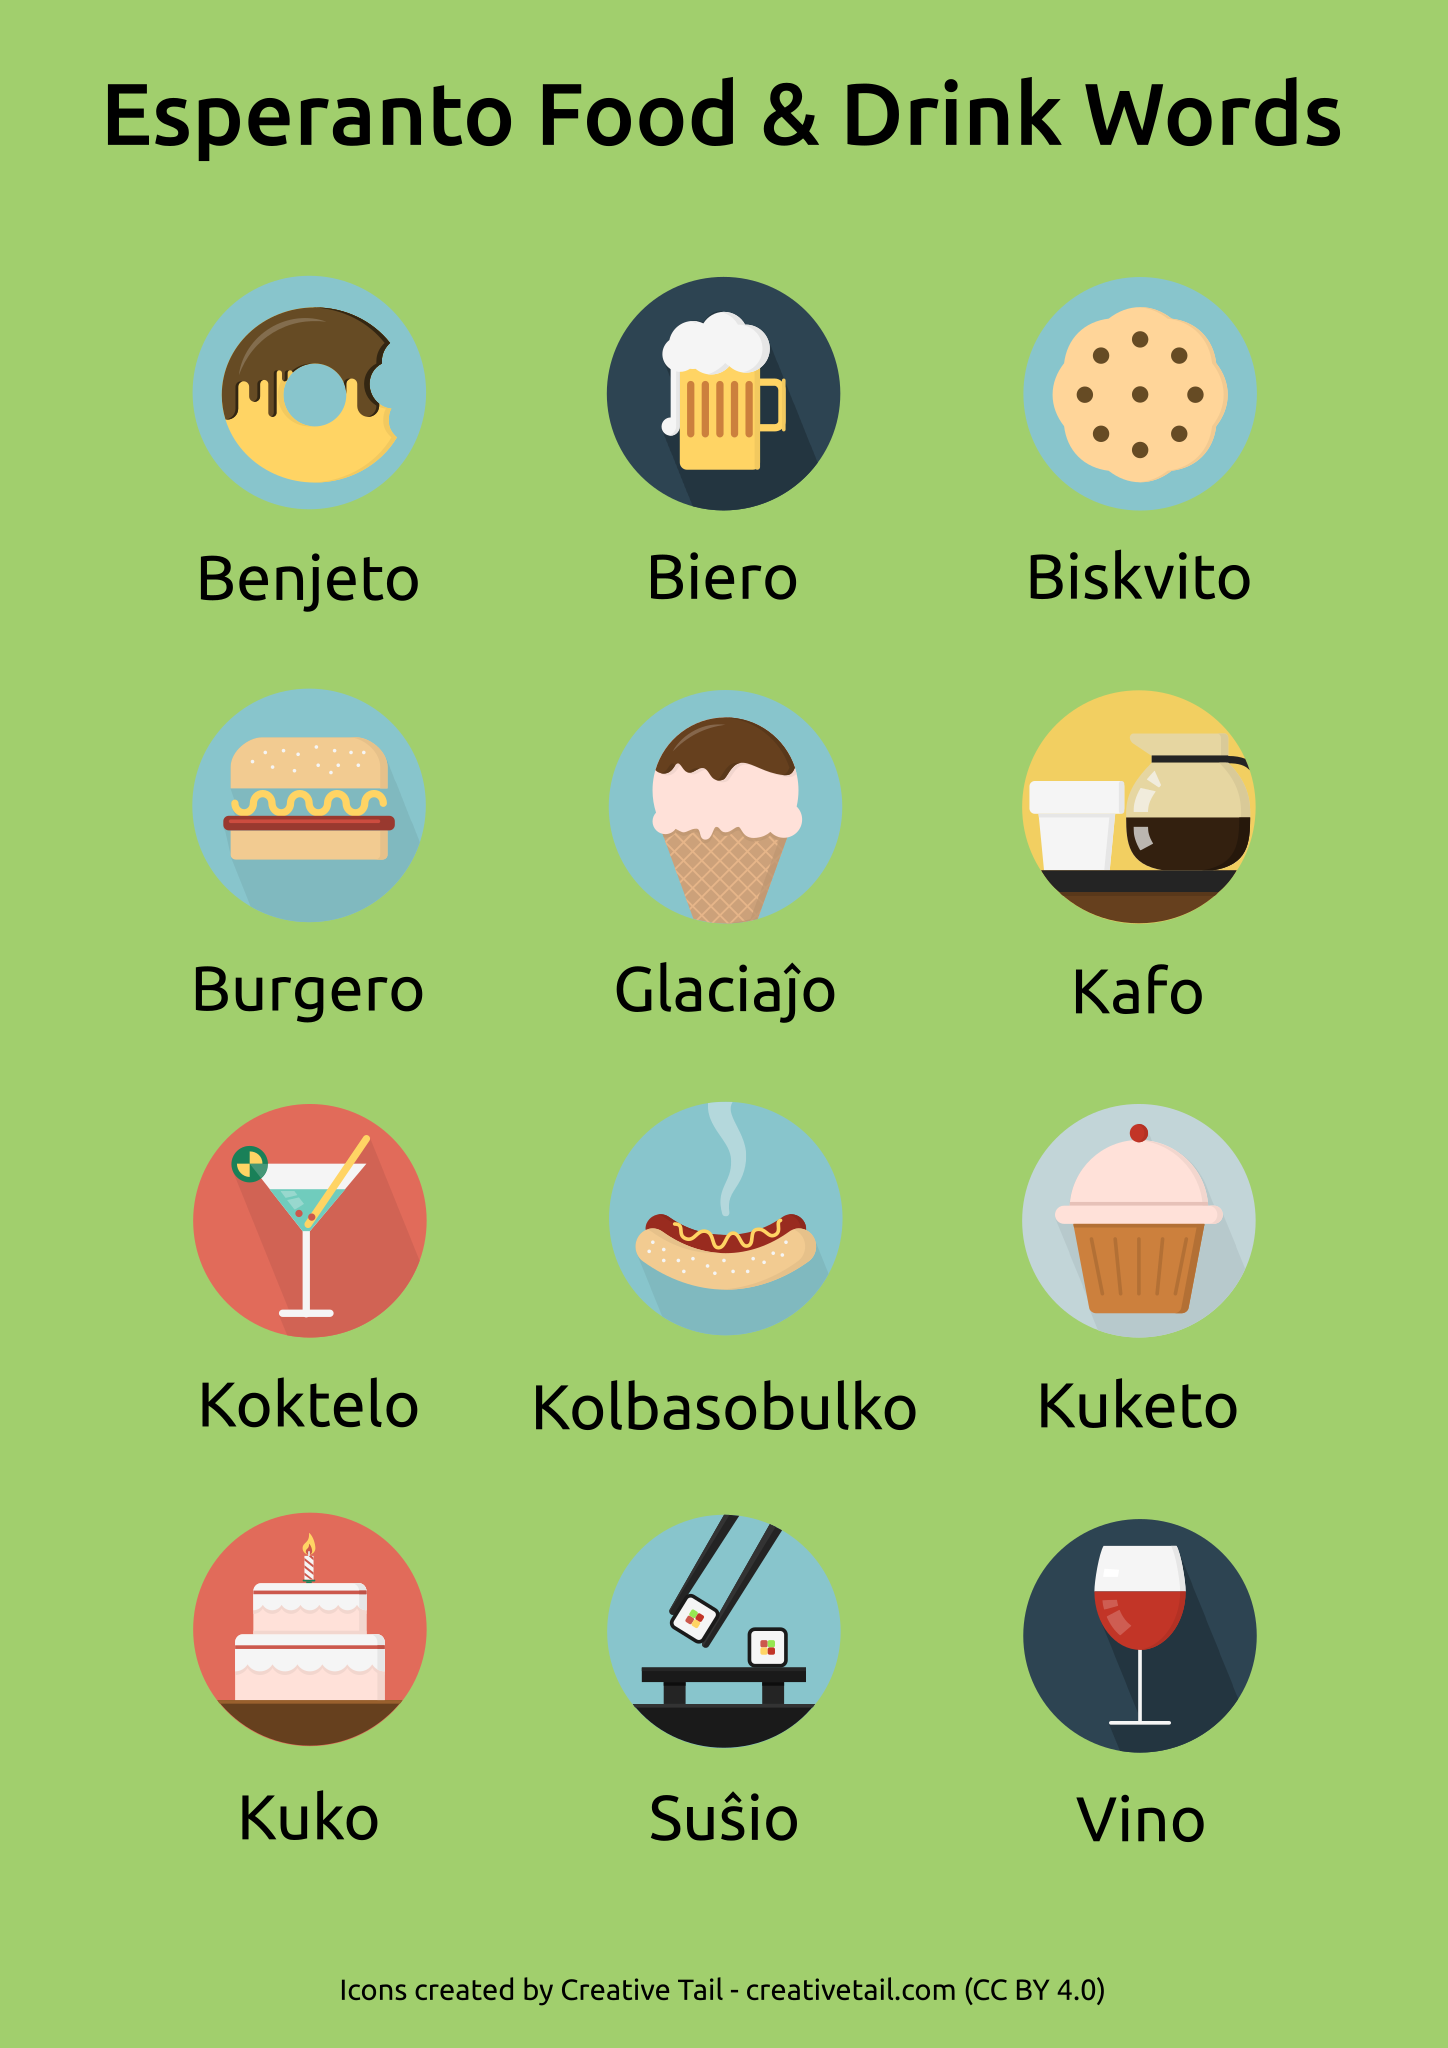 Esperanto Food & Drink Words
Benjeto
Biero
Biskvito
Burgero
Glaciaĵo
Kafo
Koktelo
Kolbasobulko
Kuketo
Kuko
Suŝio
Vino
Icons created by Creative Tail - creativetail.com (CC BY 4.0)